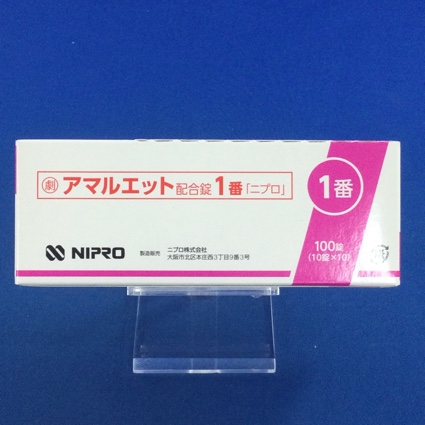 劇 アマルエット配合錠1番「ニプロ」
1番
NIPRO
製造販売 ニプロ株式会社
大阪市北区本庄西3丁目9番3号
100錠
(10錠×10)